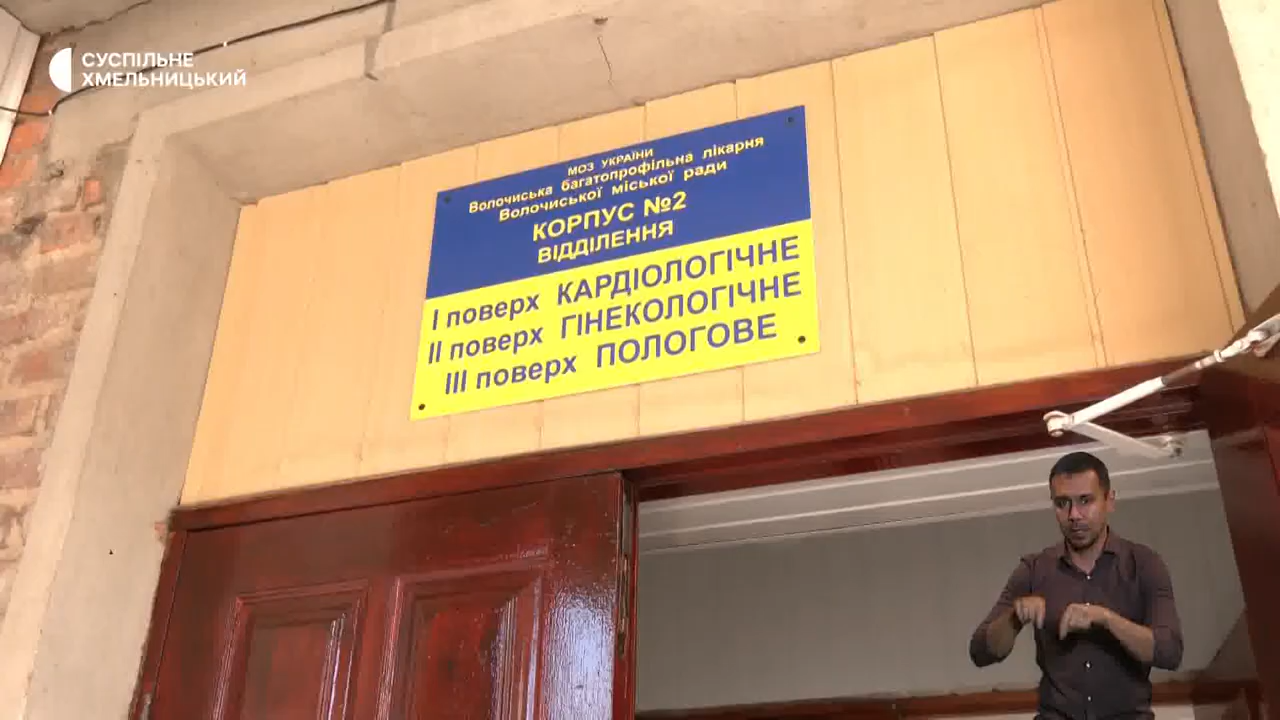 СУСПІЛЬНЕ
ХМЕЛЬНИЦЬКИЙ
МОЗ УКРАЇНИ
Волочиська багатопрофільна лікарня
Волочиської міської ради
КОРПУС №2
ВІДДІЛЕННЯ
І поверх КАРДІОЛОГІЧНЕ
ІІ поверх ГІНЕКОЛОГІЧНЕ
ІІІ поверх ПОЛОГОВЕ